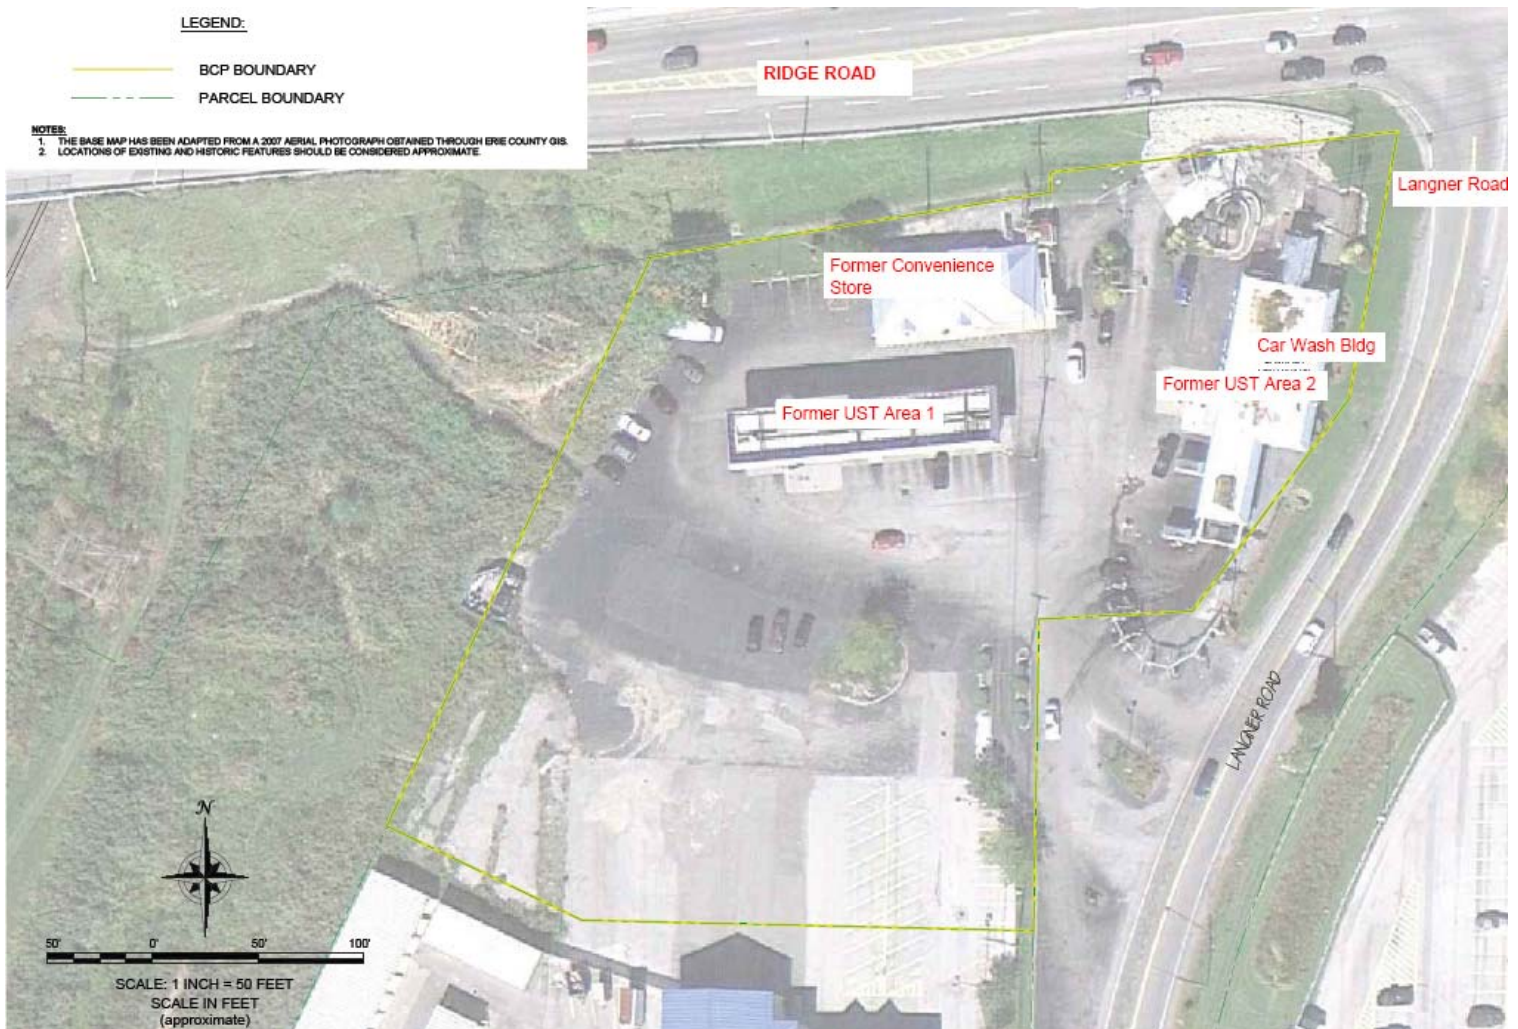 LEGEND:
BCP BOUNDARY
PARCEL BOUNDARY
NOTES:
1. THE BASE MAP HAS BEEN ADAPTED FROM A 2007 AERIAL PHOTOGRAPH OBTAINED THROUGH ERIE COUNTY GIS.
2. LOCATIONS OF EXISTING AND HISTORIC FEATURES SHOULD BE CONSIDERED APPROXIMATE.
RIDGE ROAD
Langner Road
Former Convenience
Store
Car Wash Bldg
Former UST Area 2
Former UST Area 1
LANGNER ROAD
N
50' 0' 50' 100'
SCALE: 1 INCH = 50 FEET
SCALE IN FEET
(approximate)